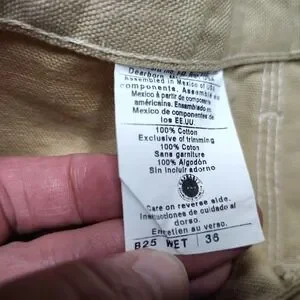 Dearborn,
Assembled in Mexico of USA
components. Assemblé au
Mexico à partir de composants
américains. Ensamblado en
Mexico de componentes de
los EE.UU.
100% Cotton
Exclusive of trimming
100% Coton
Sans garniture
100% Algodón
Sin incluir adorno
Care on reverse side.
Instrucciones de cuidado al
dorso.
Entretien au verso.
B25 WET / 36